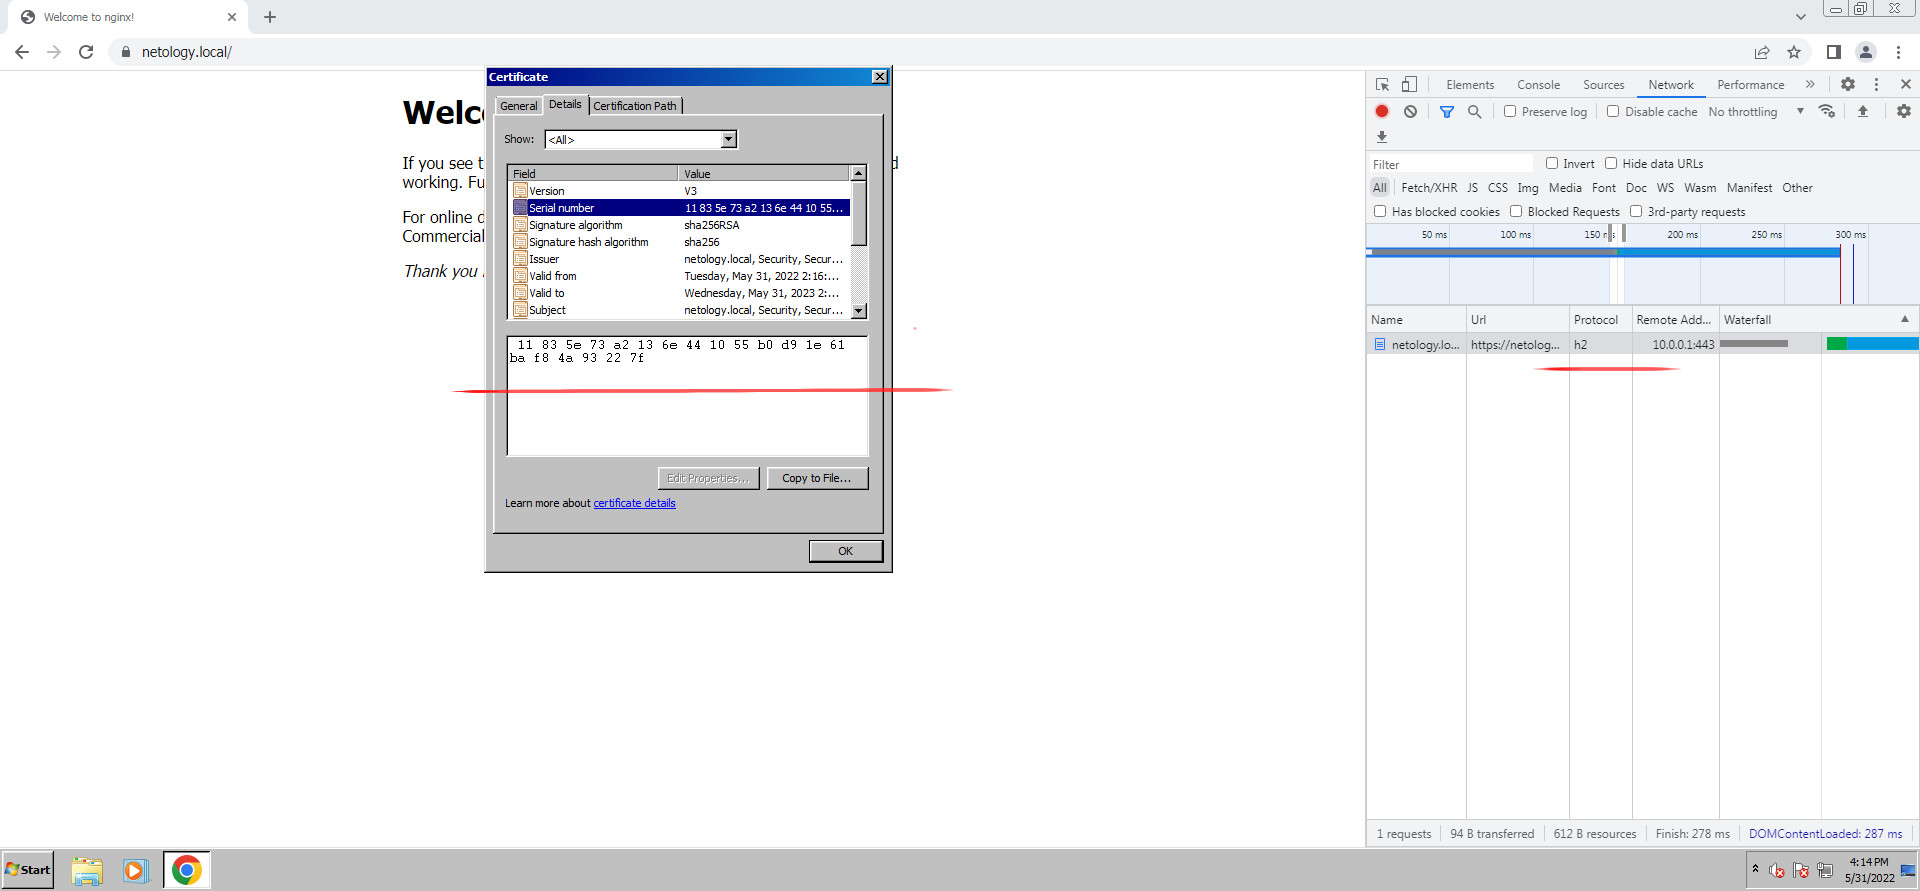 Welcome to nginx!
netology.local/
Welc
If you see t
d
working. Fu
For online d
Commercial
Thank you
Certificate
General Details Certification Path
Show: <All>
Field Value
Version V3
Serial number 11 83 5e 73 a2 13 6e 44 10 55...
Signature algorithm sha256RSA
Signature hash algorithm sha256
Issuer netology.local, Security, Secur...
Valid from Tuesday, May 31, 2022 2:16:...
Valid to Wednesday, May 31, 2023 2:...
Subject netology.local, Security, Secur...
11 83 5e 73 a2 13 6e 44 10 55 b0 d9 1e 61
ba f8 4a 93 22 7f
Edit Properties... Copy to File...
Learn more about certificate details
OK
Elements Console Sources Network Performance
Preserve log Disable cache No throttling
Filter Invert Hide data URLs
All Fetch/XHR JS CSS Img Media Font Doc WS Wasm Manifest Other
Has blocked cookies Blocked Requests 3rd-party requests
50 ms 100 ms 150 ms 200 ms 250 ms 300 ms
Name Url Protocol Remote Add... Waterfall
netology.lo... https://netolog... h2 10.0.0.1:443
1 requests 94 B transferred 612 B resources Finish: 278 ms DOMContentLoaded: 287 ms
Start
4:14 PM
5/31/2022